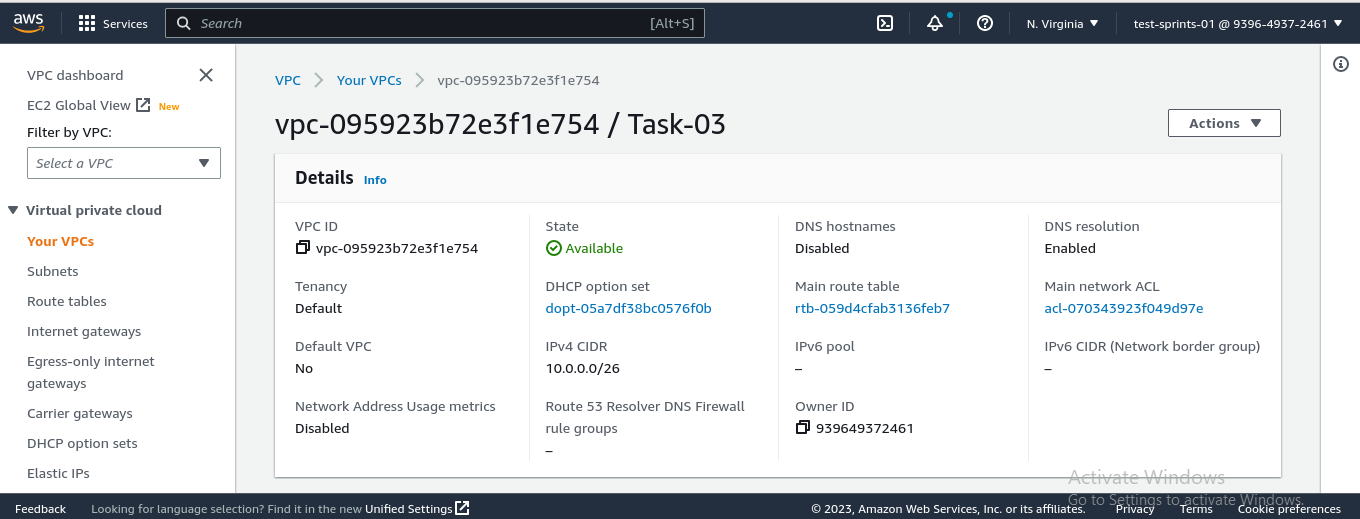 aws
Services
Search
[Alt+S]
N. Virginia
test-sprints-01 @ 9396-4937-2461
VPC dashboard
EC2 Global View New
Filter by VPC:
Select a VPC
Virtual private cloud
Your VPCs
Subnets
Route tables
Internet gateways
Egress-only internet
gateways
Carrier gateways
DHCP option sets
Elastic IPs
VPC
Your VPCs
vpc-095923b72e3f1e754
vpc-095923b72e3f1e754 / Task-03
Actions
Details Info
VPC ID
vpc-095923b72e3f1e754
State
Available
DNS hostnames
Disabled
DNS resolution
Enabled
Tenancy
Default
DHCP option set
dopt-05a7df38bc0576f0b
Main route table
rtb-059d4cfab3136feb7
Main network ACL
acl-070343923f049d97e
Default VPC
No
IPv4 CIDR
10.0.0.0/26
IPv6 pool
–
IPv6 CIDR (Network border group)
–
Network Address Usage metrics
Disabled
Route 53 Resolver DNS Firewall
rule groups
–
Owner ID
939649372461
Activate Windows
Go to Settings to activate Windows.
Feedback
Looking for language selection? Find it in the new Unified Settings
© 2023, Amazon Web Services, Inc. or its affiliates.
Privacy
Terms
Cookie preferences